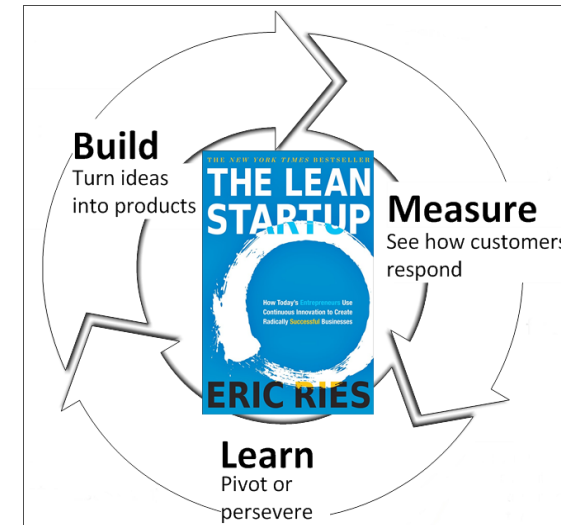 Build
Turn ideas
into products
THE NEW YORK TIMES BESTSELLER
THE LEAN
STARTUP
How Today's Entrepreneurs Use
Continuous Innovation to Create
Radically Successful Businesses
ERIC RIES
Measure
See how customers
respond
Learn
Pivot or
persevere